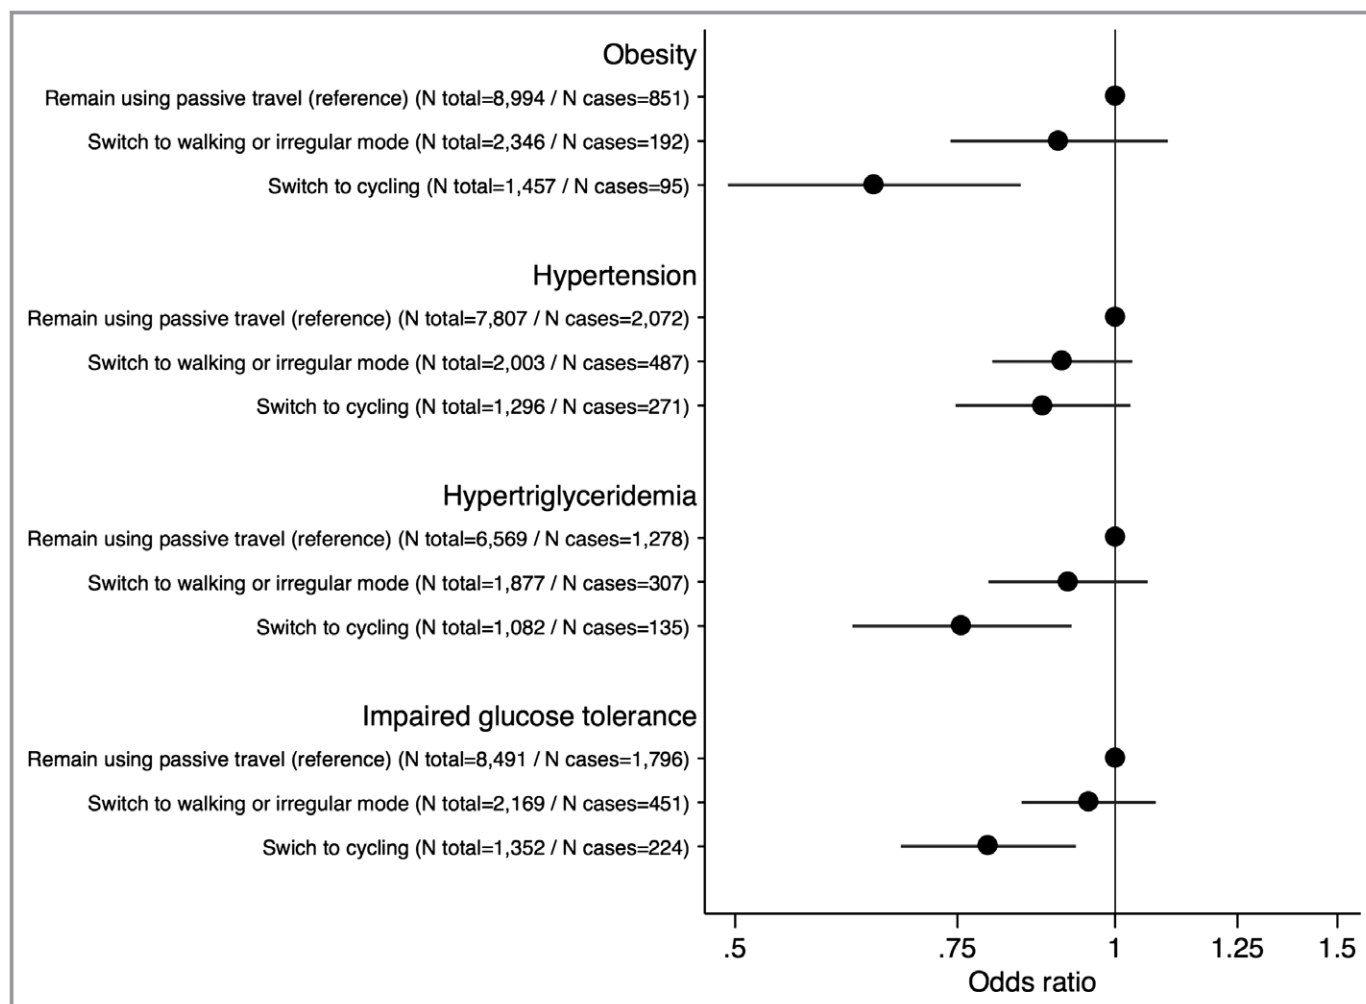 Obesity
Remain using passive travel (reference) (N total=8,994 / N cases=851)
Switch to walking or irregular mode (N total=2,346 / N cases=192)
Switch to cycling (N total=1,457 / N cases=95)
Hypertension
Remain using passive travel (reference) (N total=7,807 / N cases=2,072)
Switch to walking or irregular mode (N total=2,003 / N cases=487)
Switch to cycling (N total=1,296 / N cases=271)
Hypertriglyceridemia
Remain using passive travel (reference) (N total=6,569 / N cases=1,278)
Switch to walking or irregular mode (N total=1,877 / N cases=307)
Switch to cycling (N total=1,082 / N cases=135)
Impaired glucose tolerance
Remain using passive travel (reference) (N total=8,491 / N cases=1,796)
Switch to walking or irregular mode (N total=2,169 / N cases=451)
Swich to cycling (N total=1,352 / N cases=224)
.5 .75 1 1.25 1.5
Odds ratio